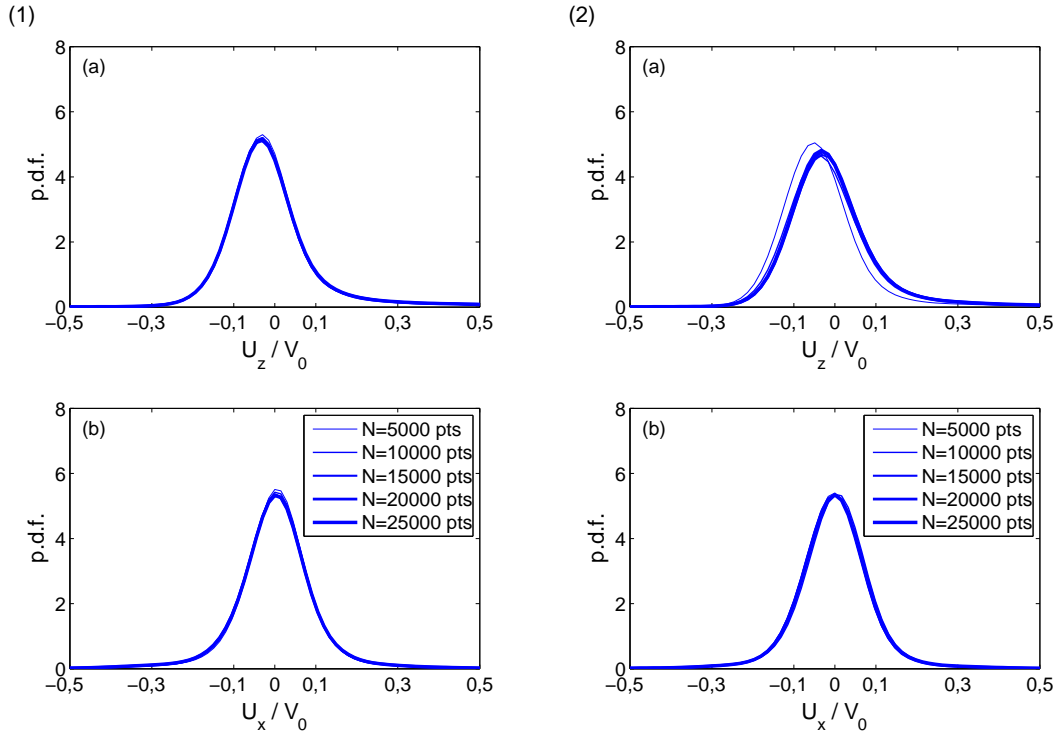 (1)
(2)
8
6
4
2
0
(a)
p.d.f.
−0,5 −0,3 −0,1 0 0,1 0,3 0,5
U_z / V_0
8
6
4
2
0
(a)
p.d.f.
−0,5 −0,3 −0,1 0 0,1 0,3 0,5
U_z / V_0
8
6
4
2
0
(b)
p.d.f.
N=5000 pts
N=10000 pts
N=15000 pts
N=20000 pts
N=25000 pts
−0,5 −0,3 −0,1 0 0,1 0,3 0,5
U_x / V_0
8
6
4
2
0
(b)
p.d.f.
N=5000 pts
N=10000 pts
N=15000 pts
N=20000 pts
N=25000 pts
−0,5 −0,3 −0,1 0 0,1 0,3 0,5
U_x / V_0